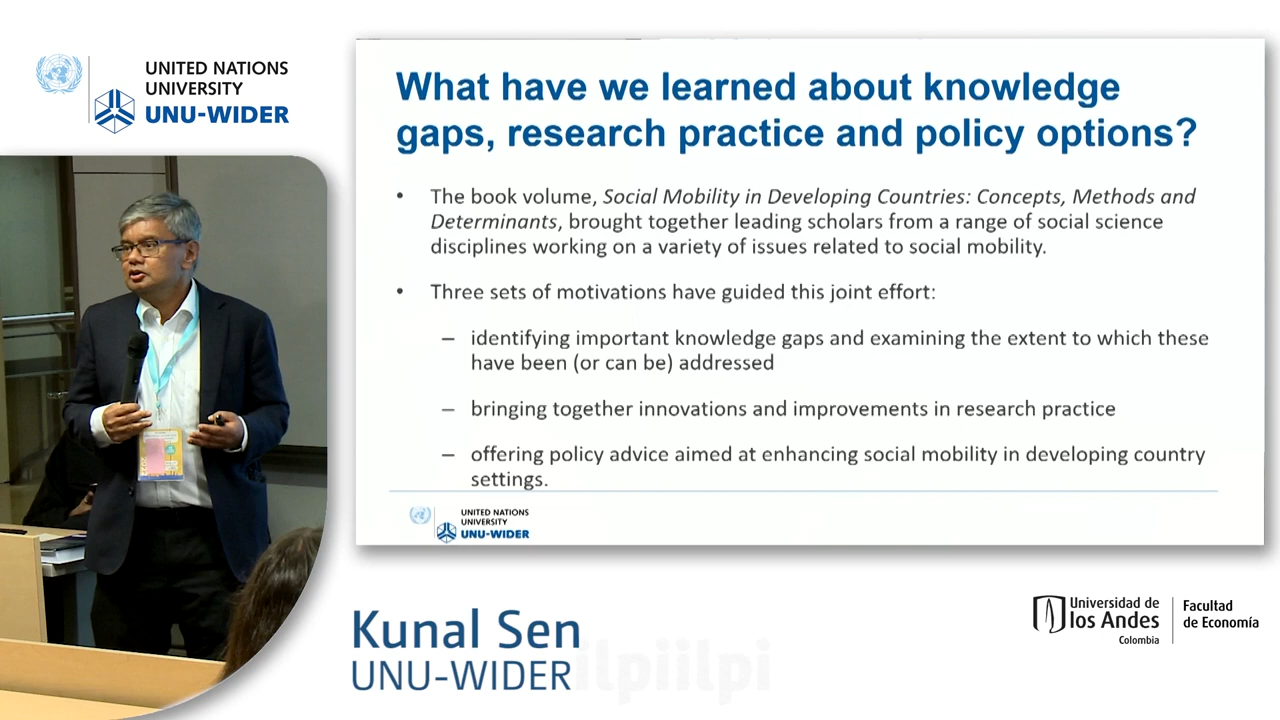 UNITED NATIONS
UNIVERSITY
UNU-WIDER
What have we learned about knowledge
gaps, research practice and policy options?
• The book volume, Social Mobility in Developing Countries: Concepts, Methods and
Determinants, brought together leading scholars from a range of social science
disciplines working on a variety of issues related to social mobility.
• Three sets of motivations have guided this joint effort:
– identifying important knowledge gaps and examining the extent to which these
have been (or can be) addressed
– bringing together innovations and improvements in research practice
– offering policy advice aimed at enhancing social mobility in developing country
settings.
UNITED NATIONS
UNIVERSITY
UNU-WIDER
Kunal Sen
UNU-WIDER
Universidad de
los Andes
Colombia
Facultad
de Economía